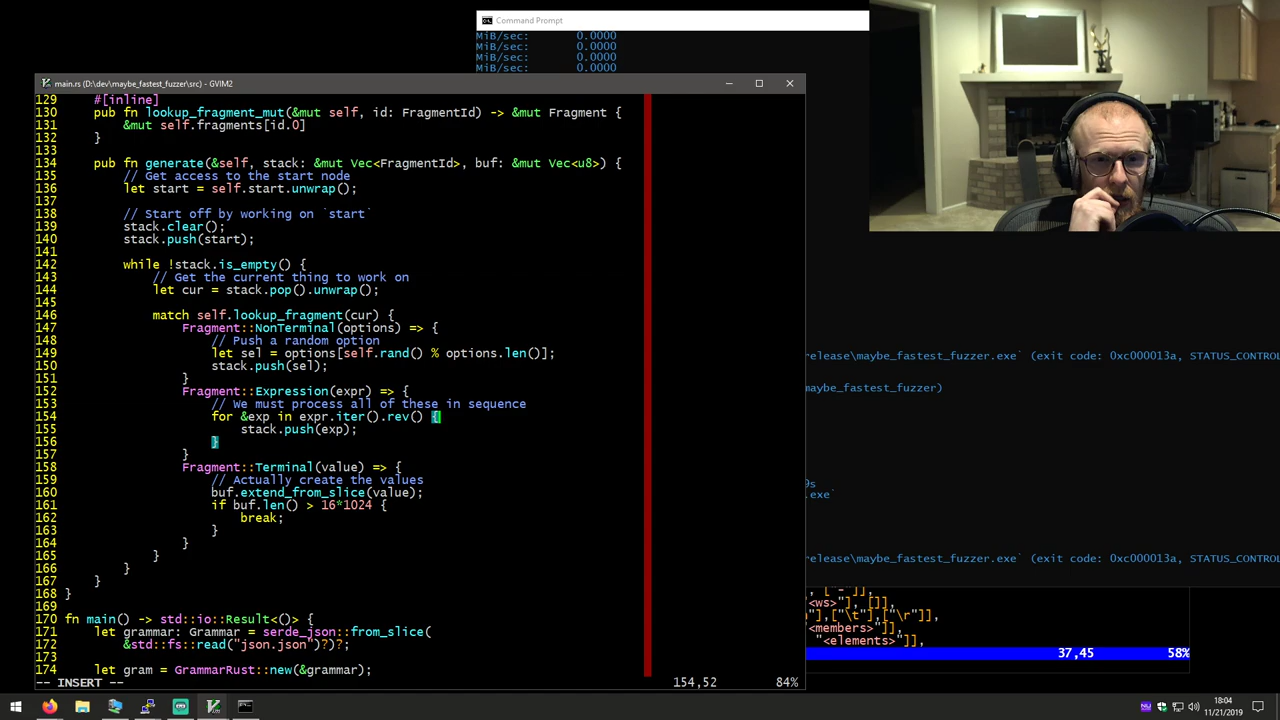 Command Prompt
MiB/sec: 0.0000
MiB/sec: 0.0000
MiB/sec: 0.0000
MiB/sec: 0.0000
main.rs (D:\dev\maybe_fastest_fuzzer\src) - GVIM2
129 #[inline]
130 pub fn lookup_fragment_mut(&mut self, id: FragmentId) -> &mut Fragment {
131 &mut self.fragments[id.0]
132 }
133
134 pub fn generate(&self, stack: &mut Vec<FragmentId>, buf: &mut Vec<u8>) {
135 // Get access to the start node
136 let start = self.start.unwrap();
137
138 // Start off by working on `start`
139 stack.clear();
140 stack.push(start);
141
142 while !stack.is_empty() {
143 // Get the current thing to work on
144 let cur = stack.pop().unwrap();
145
146 match self.lookup_fragment(cur) {
147 Fragment::NonTerminal(options) => {
148 // Push a random option
149 let sel = options[self.rand() % options.len()];
150 stack.push(sel);
151 }
152 Fragment::Expression(expr) => {
153 // We must process all of these in sequence
154 for &exp in expr.iter().rev() {
155 stack.push(exp);
156 }
157 }
158 Fragment::Terminal(value) => {
159 // Actually create the values
160 buf.extend_from_slice(value);
161 if buf.len() > 16*1024 {
162 break;
163 }
164 }
165 }
166 }
167 }
168 }
169
170 fn main() -> std::io::Result<()> {
171 let grammar: Grammar = serde_json::from_slice(
172 &std::fs::read("json.json")?)?;
173
174 let gram = GrammarRust::new(&grammar);
-- INSERT -- 154,52 84%
release\maybe_fastest_fuzzer.exe` (exit code: 0xc000013a, STATUS_CONTROL
maybe_fastest_fuzzer)
9s
.exe`
release\maybe_fastest_fuzzer.exe` (exit code: 0xc000013a, STATUS_CONTROL
<ws>"], []],
"],["\t"],["\r"]],
<members>"]],
"<elements>"]],
37,45 58%
18:04
11/21/2019